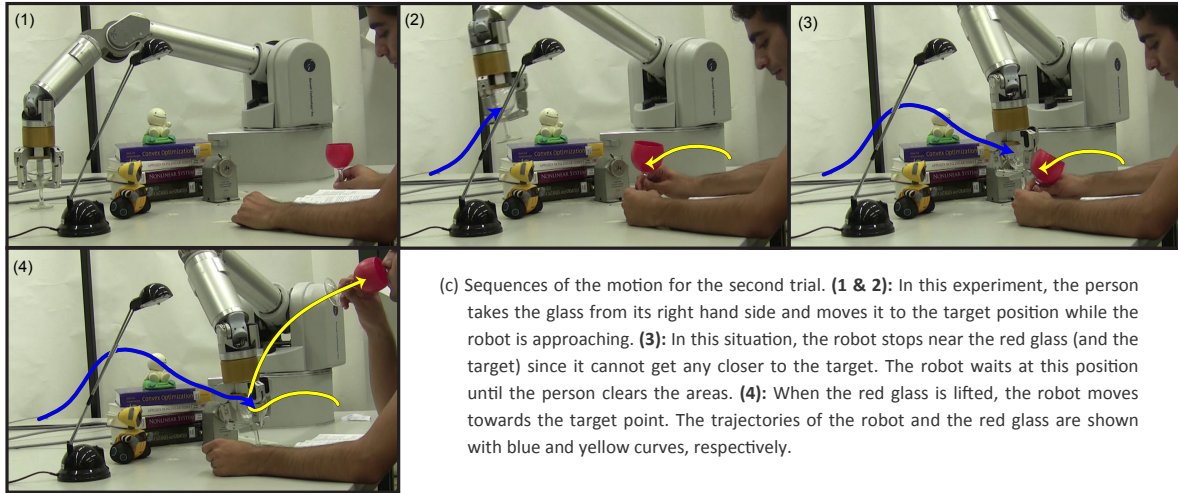 (1)
(2)
(3)
Convex Optimization
NONLINEAR SYSTEMS
(4)
(c) Sequences of the motion for the second trial. (1 & 2): In this experiment, the person
takes the glass from its right hand side and moves it to the target position while the
robot is approaching. (3): In this situation, the robot stops near the red glass (and the
target) since it cannot get any closer to the target. The robot waits at this position
until the person clears the areas. (4): When the red glass is lifted, the robot moves
towards the target point. The trajectories of the robot and the red glass are shown
with blue and yellow curves, respectively.